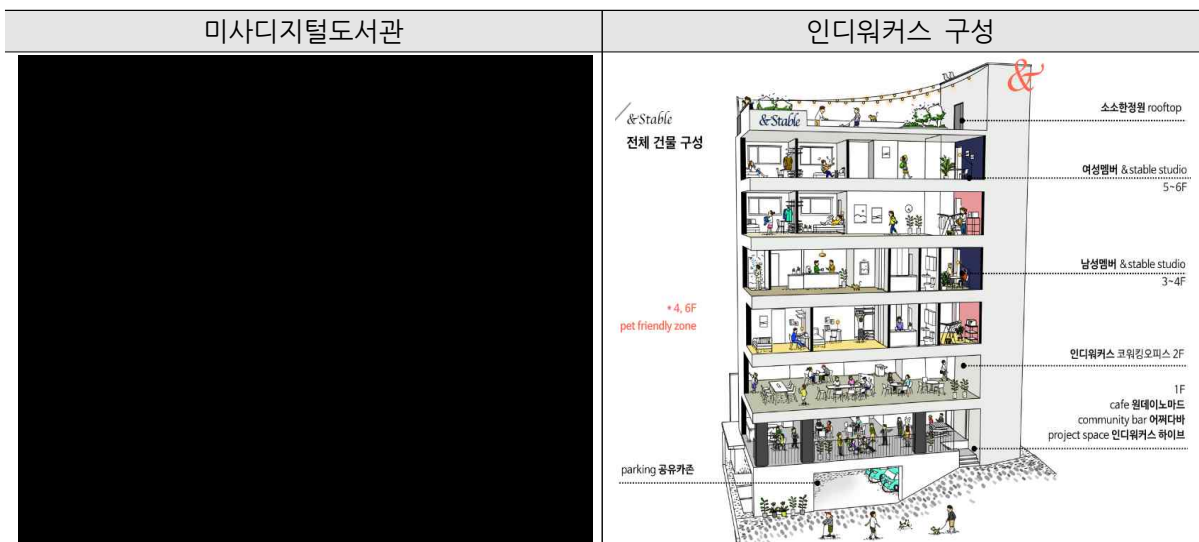 미사디지털도서관
인디워커스 구성
&Stable
전체 건물 구성
&Stable
&
소소한정원 rooftop
여성멤버 &stable studio
5~6F
남성멤버 &stable studio
3~4F
* 4, 6F
pet friendly zone
인디워커스 코워킹오피스 2F
1F
cafe 원데이노마드
community bar 어쩌다바
project space 인디워커스 하이브
parking 공유카존